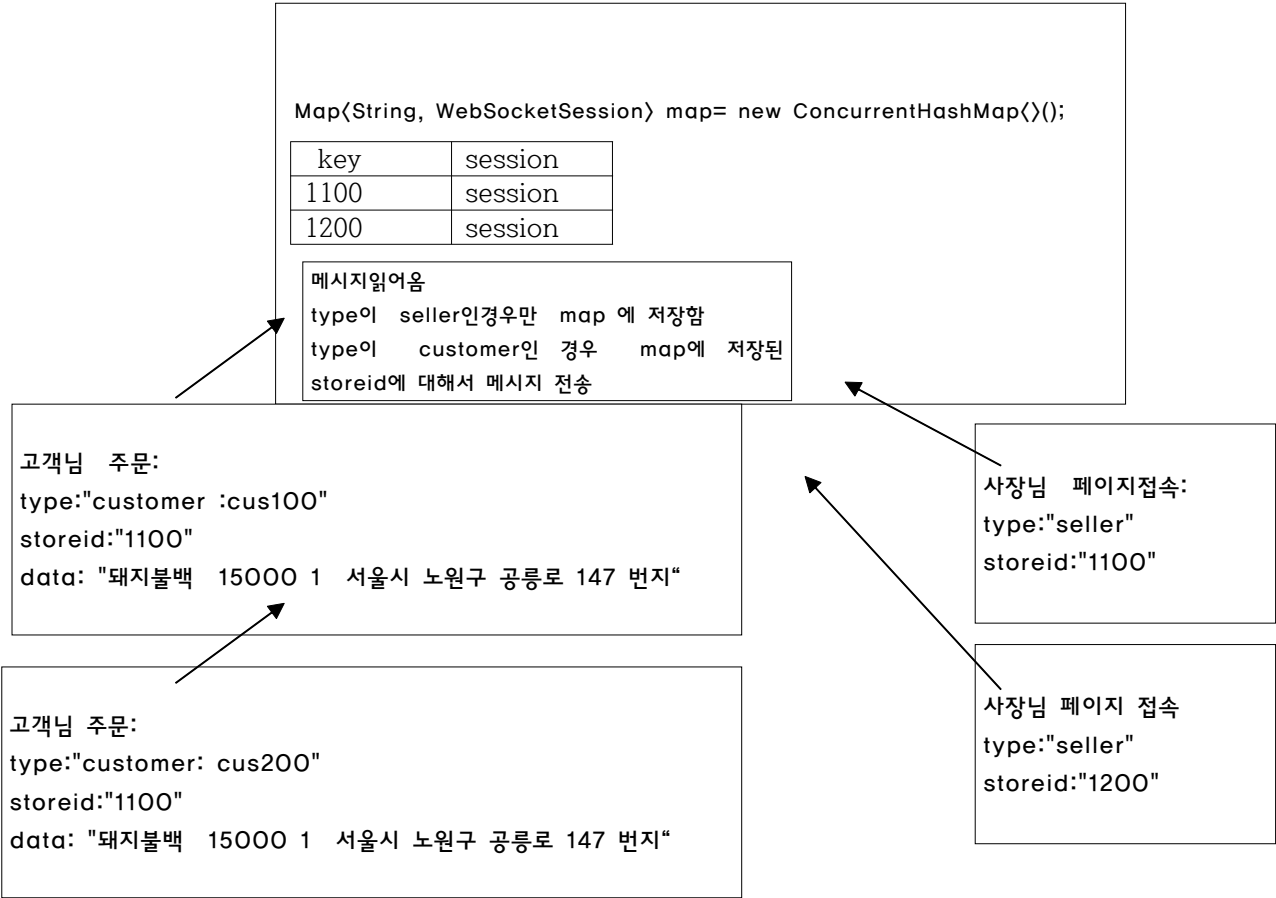 Map<String, WebSocketSession> map= new ConcurrentHashMap<>();
key session
1100 session
1200 session
메시지읽어옴
type이 seller인경우만 map 에 저장함
type이 customer인 경우 map에 저장된
storeid에 대해서 메시지 전송
고객님 주문:
type:"customer :cus100"
storeid:"1100"
data: "돼지불백 15000 1 서울시 노원구 공릉로 147 번지“
사장님 페이지접속:
type:"seller"
storeid:"1100"
고객님 주문:
type:"customer: cus200"
storeid:"1100"
data: "돼지불백 15000 1 서울시 노원구 공릉로 147 번지“
사장님 페이지 접속
type:"seller"
storeid:"1200"